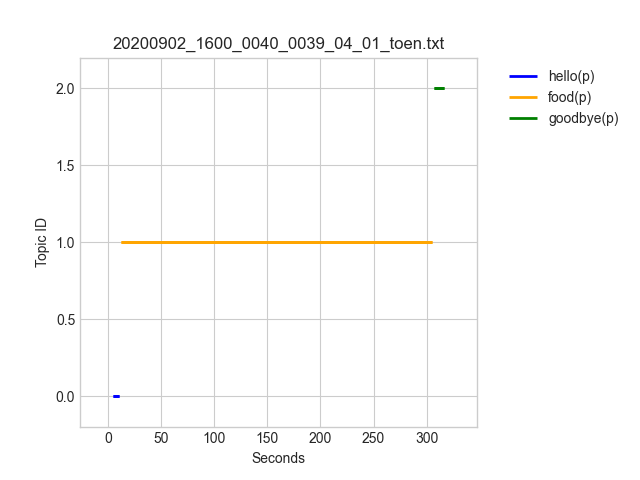 20200902_1600_0040_0039_04_01_toen.txt
hello(p)
food(p)
goodbye(p)
Topic ID
2.0
1.5
1.0
0.5
0.0
0 50 100 150 200 250 300
Seconds